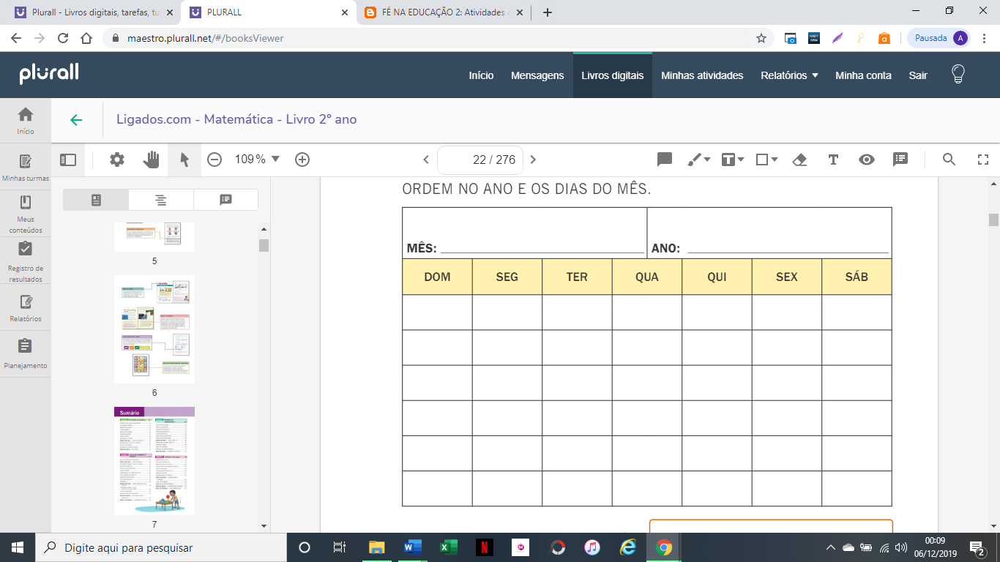 Plurall - Livros digitais, tarefas, tu
PLURALL
FÉ NA EDUCAÇÃO 2: Atividades
maestro.plurall.net/#/booksViewer
Pausada
A
plurall
Início
Mensagens
Livros digitais
Minhas atividades
Relatórios
Minha conta
Sair
Início
Minhas turmas
Meus
conteúdos
Registro de
resultados
Relatórios
Planejamento
Ligados.com - Matemática - Livro 2º ano
109%
22 / 276
5
6
Sumário
7
ORDEM NO ANO E OS DIAS DO MÊS.
MÊS:
ANO:
DOM SEG TER QUA QUI SEX SÁB
Digite aqui para pesquisar
00:09
06/12/2019
2